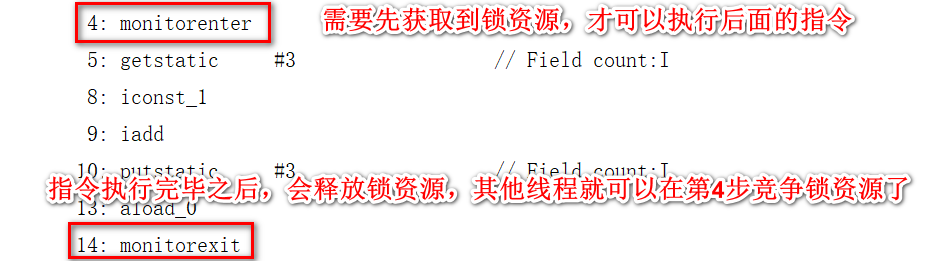 4: monitorenter 需要先获取到锁资源，才可以执行后面的指令
5: getstatic #3 // Field count:I
8: iconst_1
9: iadd
10: putstatic #3 // Field count:I
指令执行完毕之后，会释放锁资源，其他线程就可以在第4步竞争锁资源了
13: aload_0
14: monitorexit